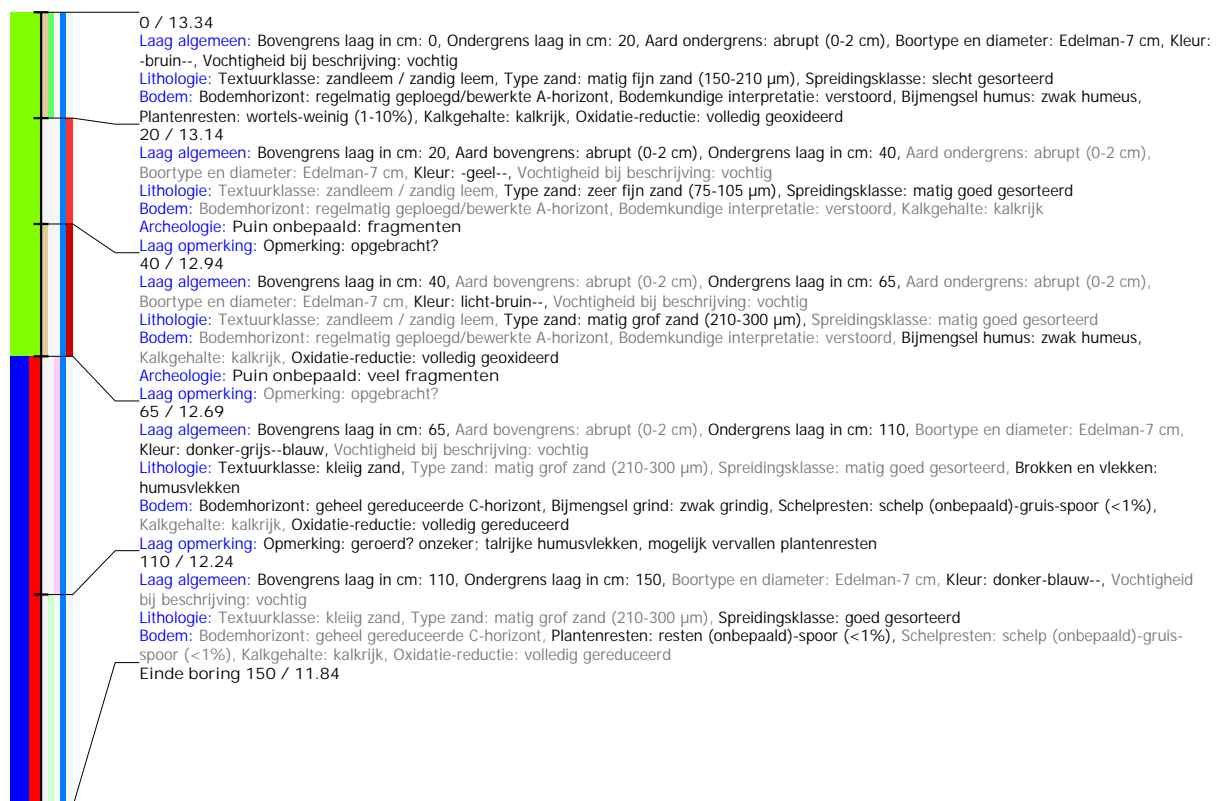 0 / 13.34
Laag algemeen: Bovengrens laag in cm: 0, Ondergrens laag in cm: 20, Aard ondergrens: abrupt (0-2 cm), Boortype en diameter: Edelman-7 cm, Kleur:
-bruin--, Vochtigheid bij beschrijving: vochtig
Lithologie: Textuurklasse: zandleem / zandig leem, Type zand: matig fijn zand (150-210 µm), Spreidingsklasse: slecht gesorteerd
Bodem: Bodemhorizont: regelmatig geploegd/bewerkte A-horizont, Bodemkundige interpretatie: verstoord, Bijmengsel humus: zwak humeus,
Plantenresten: wortels-weinig (1-10%), Kalkgehalte: kalkrijk, Oxidatie-reductie: volledig geoxideerd
20 / 13.14
Laag algemeen: Bovengrens laag in cm: 20, Aard bovengrens: abrupt (0-2 cm), Ondergrens laag in cm: 40, Aard ondergrens: abrupt (0-2 cm),
Boortype en diameter: Edelman-7 cm, Kleur: -geel--, Vochtigheid bij beschrijving: vochtig
Lithologie: Textuurklasse: zandleem / zandig leem, Type zand: zeer fijn zand (75-105 µm), Spreidingsklasse: matig goed gesorteerd
Bodem: Bodemhorizont: regelmatig geploegd/bewerkte A-horizont, Bodemkundige interpretatie: verstoord, Kalkgehalte: kalkrijk
Archeologie: Puin onbepaald: fragmenten
Laag opmerking: Opmerking: opgebracht?
40 / 12.94
Laag algemeen: Bovengrens laag in cm: 40, Aard bovengrens: abrupt (0-2 cm), Ondergrens laag in cm: 65, Aard ondergrens: abrupt (0-2 cm),
Boortype en diameter: Edelman-7 cm, Kleur: licht-bruin--, Vochtigheid bij beschrijving: vochtig
Lithologie: Textuurklasse: zandleem / zandig leem, Type zand: matig grof zand (210-300 µm), Spreidingsklasse: matig goed gesorteerd
Bodem: Bodemhorizont: regelmatig geploegd/bewerkte A-horizont, Bodemkundige interpretatie: verstoord, Bijmengsel humus: zwak humeus,
Kalkgehalte: kalkrijk, Oxidatie-reductie: volledig geoxideerd
Archeologie: Puin onbepaald: veel fragmenten
Laag opmerking: Opmerking: opgebracht?
65 / 12.69
Laag algemeen: Bovengrens laag in cm: 65, Aard bovengrens: abrupt (0-2 cm), Ondergrens laag in cm: 110, Boortype en diameter: Edelman-7 cm,
Kleur: donker-grijs--blauw, Vochtigheid bij beschrijving: vochtig
Lithologie: Textuurklasse: kleiig zand, Type zand: matig grof zand (210-300 µm), Spreidingsklasse: matig goed gesorteerd, Brokken en vlekken:
humusvlekken
Bodem: Bodemhorizont: geheel gereduceerde C-horizont, Bijmengsel grind: zwak grindig, Schelpresten: schelp (onbepaald)-gruis-spoor (<1%),
Kalkgehalte: kalkrijk, Oxidatie-reductie: volledig gereduceerd
Laag opmerking: Opmerking: geroerd? onzeker; talrijke humusvlekken, mogelijk vervallen plantenresten
110 / 12.24
Laag algemeen: Bovengrens laag in cm: 110, Ondergrens laag in cm: 150, Boortype en diameter: Edelman-7 cm, Kleur: donker-blauw--, Vochtigheid
bij beschrijving: vochtig
Lithologie: Textuurklasse: kleiig zand, Type zand: matig grof zand (210-300 µm), Spreidingsklasse: goed gesorteerd
Bodem: Bodemhorizont: geheel gereduceerde C-horizont, Plantenresten: resten (onbepaald)-spoor (<1%), Schelpresten: schelp (onbepaald)-gruis-
spoor (<1%), Kalkgehalte: kalkrijk, Oxidatie-reductie: volledig gereduceerd
Einde boring 150 / 11.84